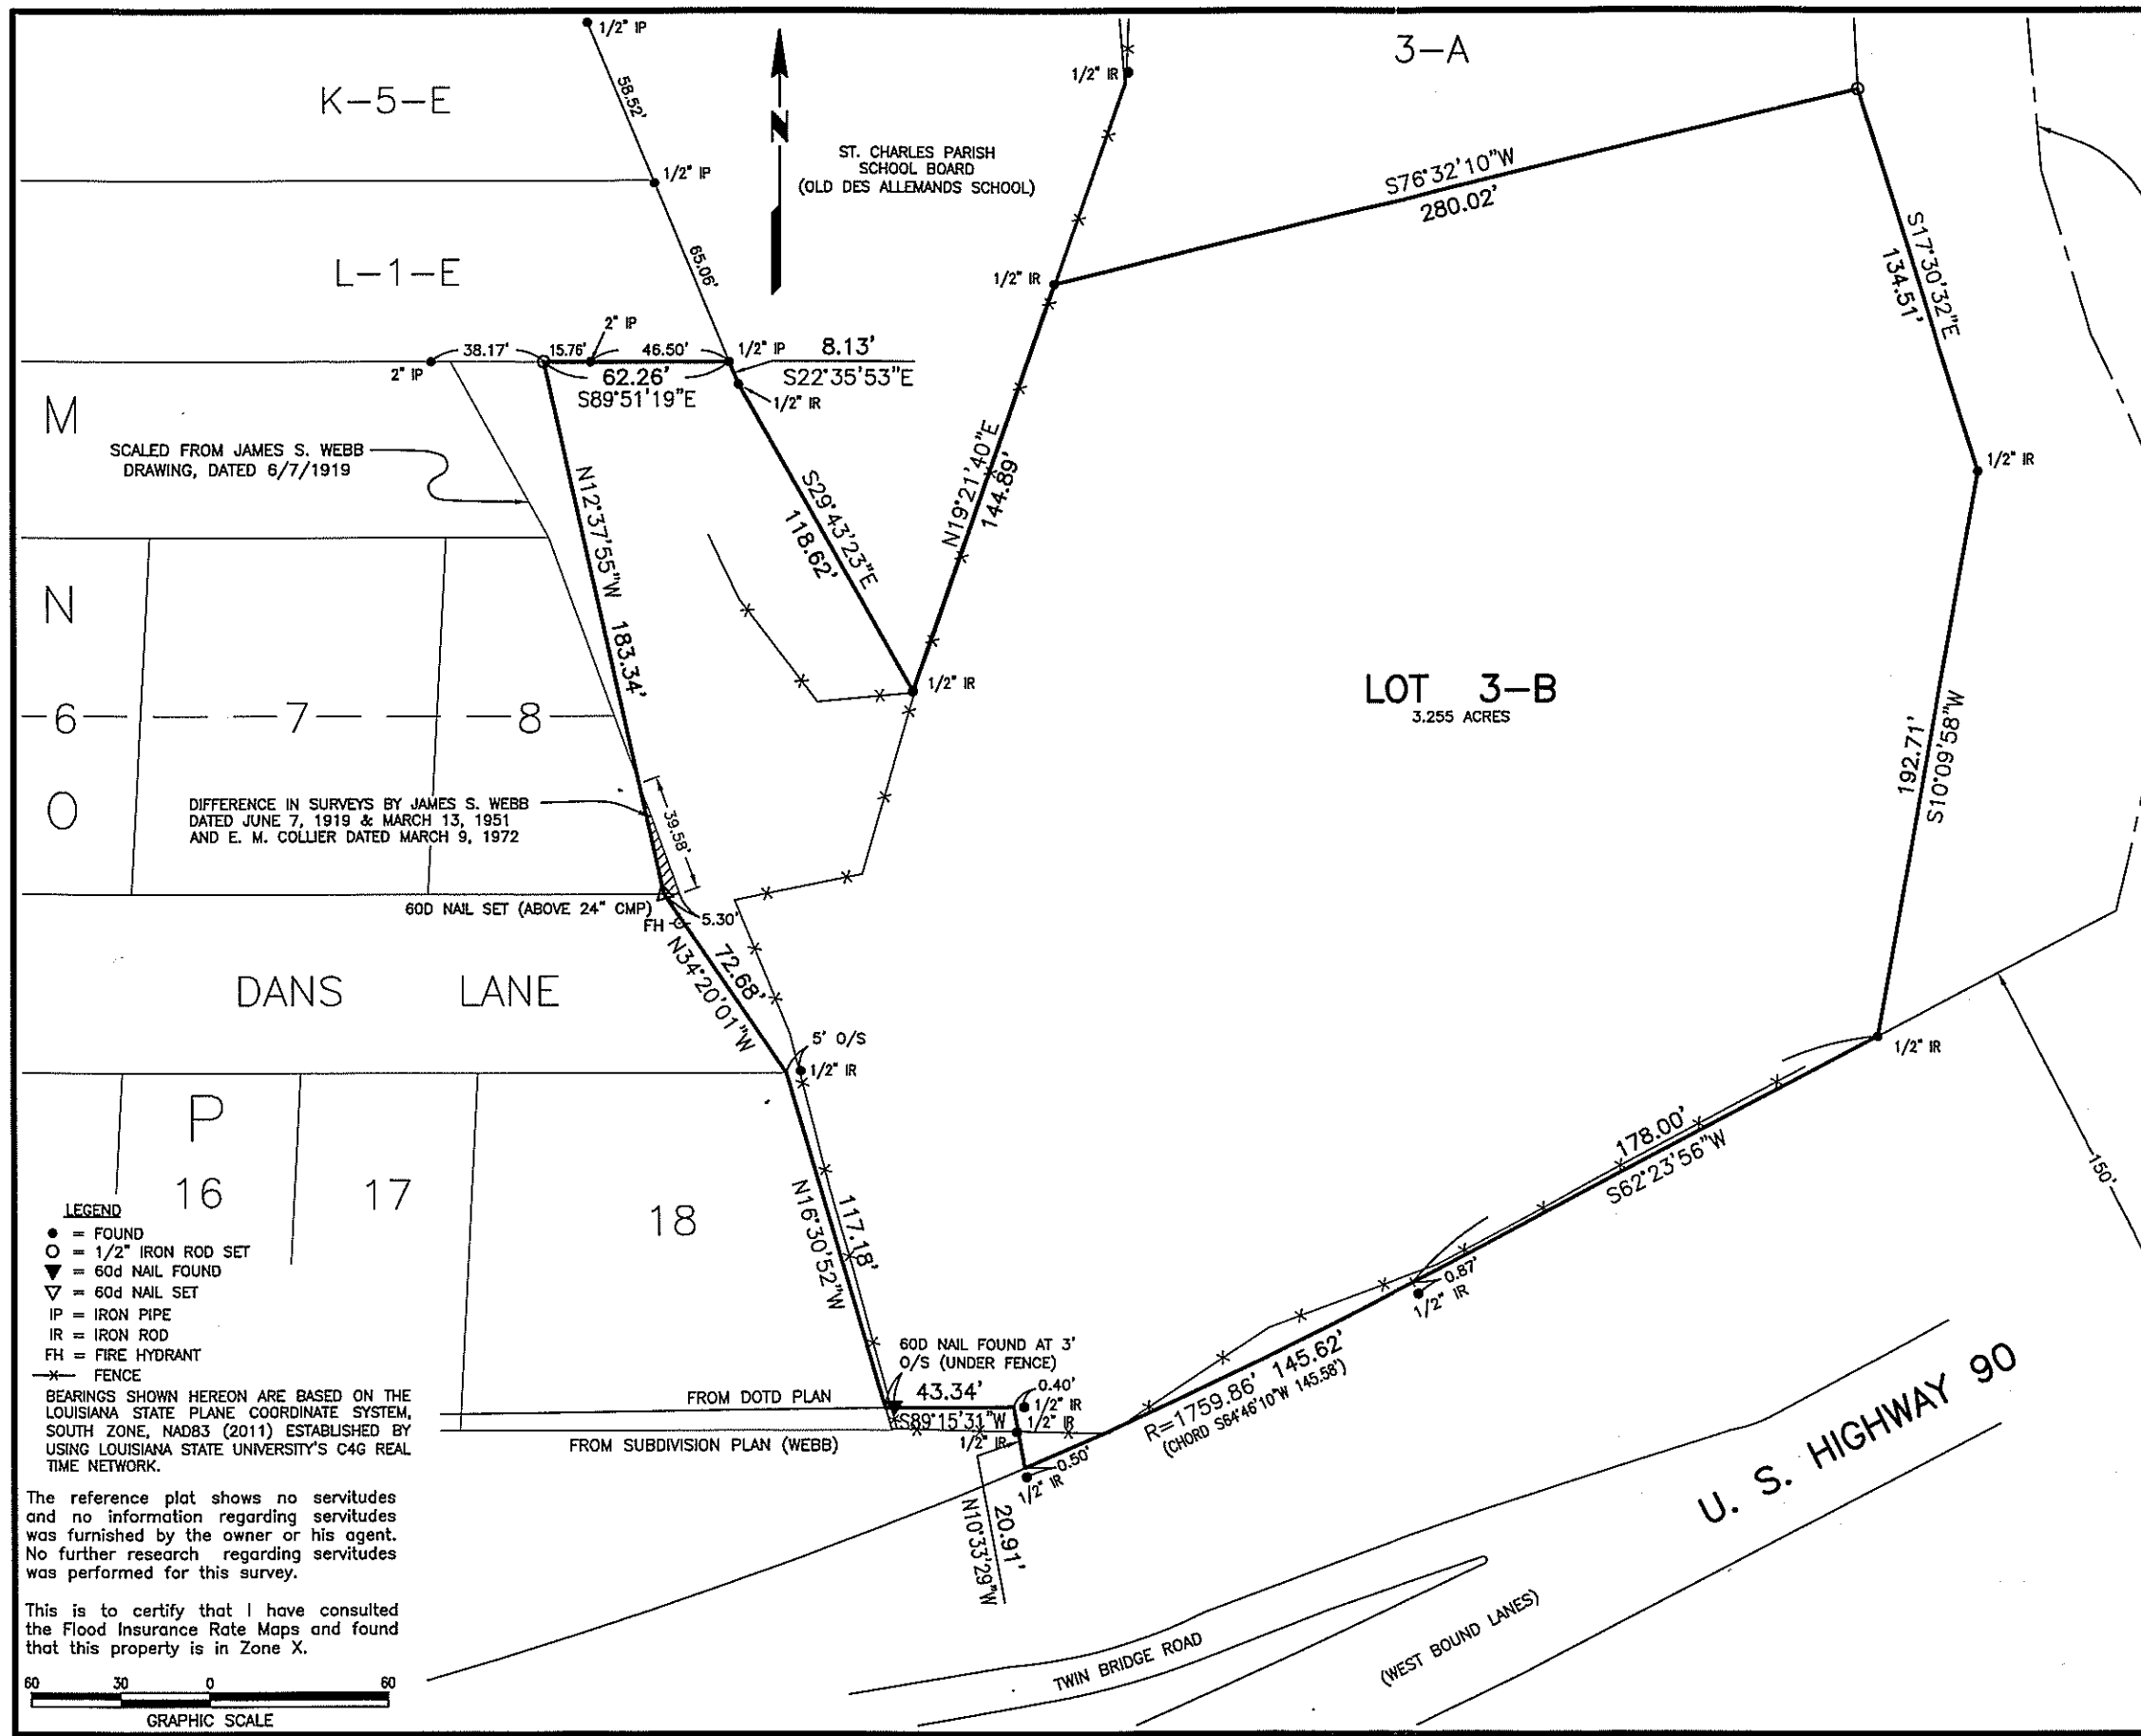 1/2" IP
58.52'
K-5-E
1/2" IP
N
ST. CHARLES PARISH
SCHOOL BOARD
(OLD DES ALLEMANDS SCHOOL)
1/2" IR
3-A
S76°32'10"W
280.02'
S17°30'32"E
134.51'
65.06'
L-1-E
1/2" IR
2" IP
38.17'
15.76'
46.50'
1/2" IP
8.13'
2" IP
62.26'
S22°35'53"E
S89°51'19"E
1/2" IR
M
SCALED FROM JAMES S. WEBB
DRAWING, DATED 6/7/1919
1/2" IR
N12°37'55"W 183.34'
S29°43'23"E
118.62'
N19°21'40"E
144.89'
N
1/2" IR
LOT 3-B
3.255 ACRES
6
7
8
192.71'
S10°09'58"W
O
DIFFERENCE IN SURVEYS BY JAMES S. WEBB
DATED JUNE 7, 1919 & MARCH 13, 1951
AND E. M. COLLIER DATED MARCH 9, 1972
39.58'
60D NAIL SET (ABOVE 24" CMP)
5.30'
FH
72.68'
N34°20'01"W
DANS LANE
5' O/S
1/2" IR
1/2" IR
P
16
17
18
117.18'
N16°30'52"W
178.00'
S62°23'56"W
150'
LEGEND
= FOUND
= 1/2" IRON ROD SET
= 60d NAIL FOUND
= 60d NAIL SET
IP = IRON PIPE
IR = IRON ROD
FH = FIRE HYDRANT
FENCE
0.87'
1/2" IR
60D NAIL FOUND AT 3'
O/S (UNDER FENCE)
FROM DOTD PLAN
43.34'
0.40'
1/2" IR
S89°15'31"W
1/2" IR
FROM SUBDIVISION PLAN (WEBB)
1/2" IR
0.50'
1/2" IR
R=1759.86' 145.62'
(CHORD S64°46'10"W 145.58')
20.91'
N10°33'29"W
BEARINGS SHOWN HEREON ARE BASED ON THE
LOUISIANA STATE PLANE COORDINATE SYSTEM,
SOUTH ZONE, NAD83 (2011) ESTABLISHED BY
USING LOUISIANA STATE UNIVERSITY'S C4G REAL
TIME NETWORK.
The reference plat shows no servitudes
and no information regarding servitudes
was furnished by the owner or his agent.
No further research regarding servitudes
was performed for this survey.
This is to certify that I have consulted
the Flood Insurance Rate Maps and found
that this property is in Zone X.
60 30 0 60
GRAPHIC SCALE
U. S. HIGHWAY 90
TWIN BRIDGE ROAD
(WEST BOUND LANES)